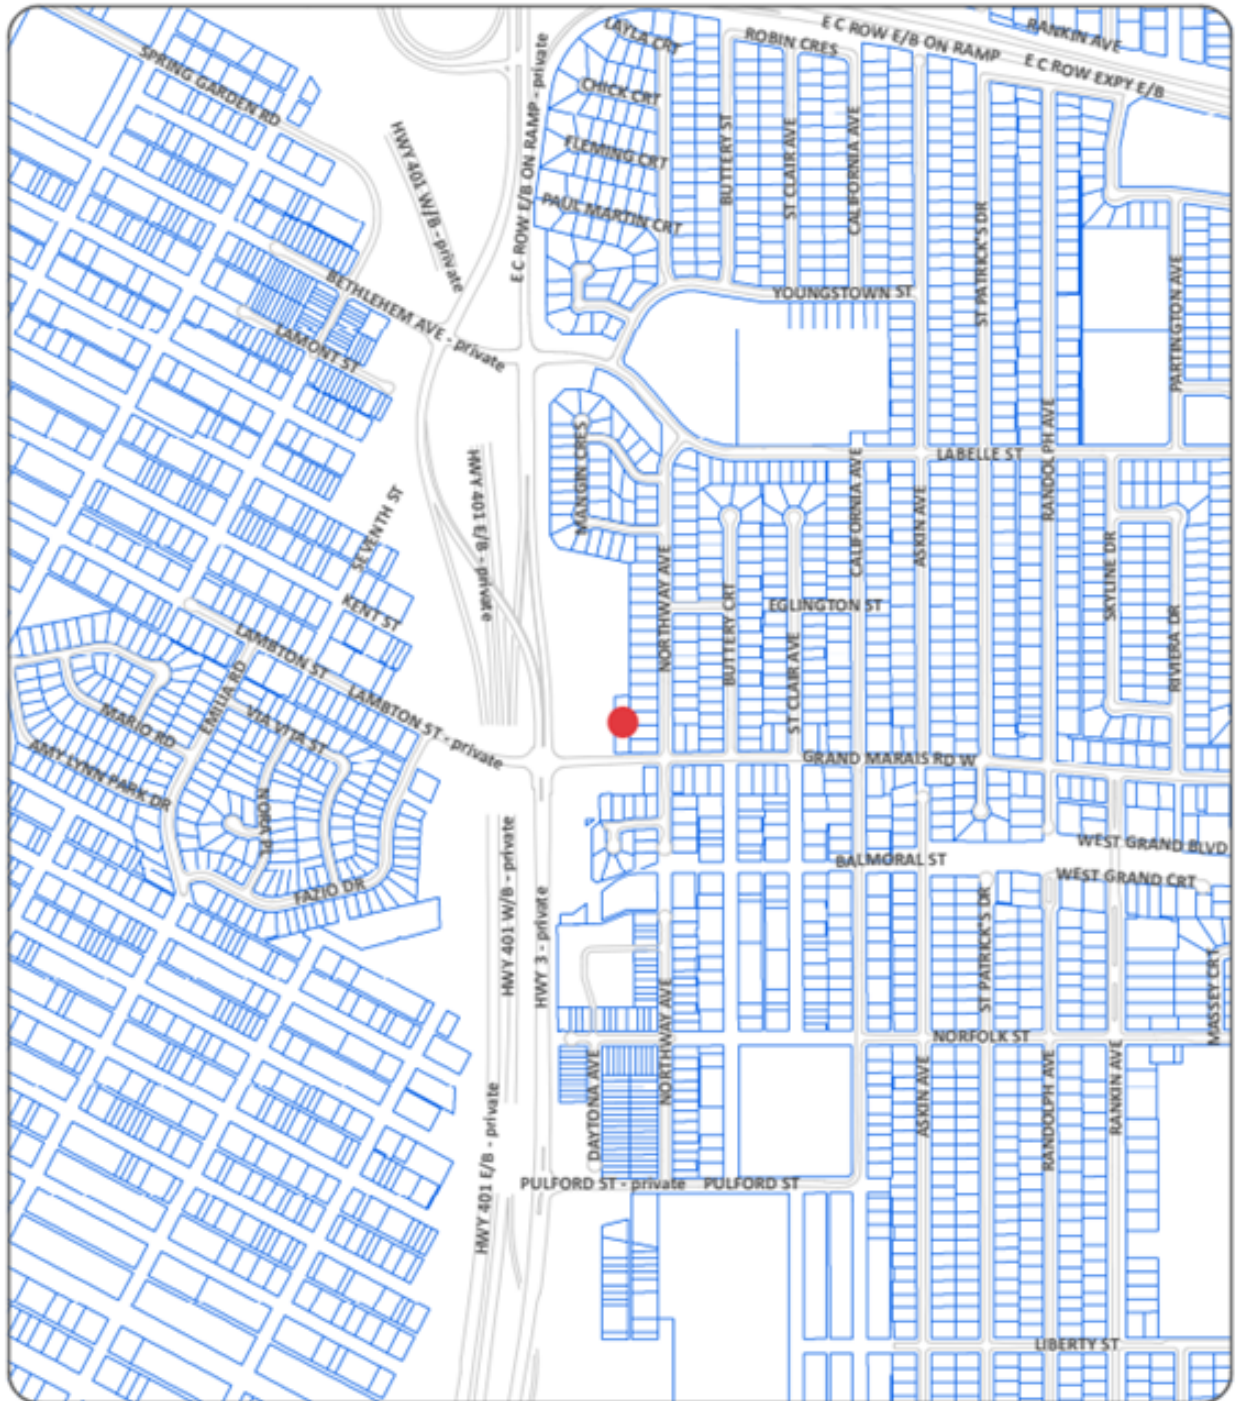 LAYLA CRT
ROBIN CRES
E C ROW E/B ON RAMP
RANKIN AVE
E C ROW EXPY E/B
SPRING GARDEN RD
HWY 401 W/B - private
E C ROW E/B ON RAMP - private
CHICK CRT
FLEMING CRT
PAUL MARTIN CRT
BUTTERY ST
ST CLAIR AVE
CALIFORNIA AVE
ST PATRICK'S DR
PARTINGTON AVE
YOUNGSTOWN ST
BETHLEHEM AVE - private
LAMONT ST
MANGIN CRES
LABELLE ST
RANDOLPH AVE
CALIFORNIA AVE
ASKIN AVE
HWY 401 E/B - private
SEVENTH ST
KENT ST
NORTHWAY AVE
BUTTERY CRT
EGLINGTON ST
ST CLAIR AVE
SKYLINE DR
RIVIERA DR
LAMBTON ST
LAMBTON ST - private
EMILIA RD
MARIO RD
VIA VITA ST
AMY LYNN PARK DR
NORA PL
FAZIO DR
GRAND MARAIS RD W
WEST GRAND BLVD
BALMORAL ST
WEST GRAND CRT
HWY 401 W/B - private
HWY 3 - private
ST PATRICK'S DR
MASSEY CRT
NORTHWAY AVE
NORFOLK ST
DAYTONA AVE
ASKIN AVE
RANDOLPH AVE
RANKIN AVE
HWY 401 E/B - private
PULFORD ST - private
PULFORD ST
LIBERTY ST